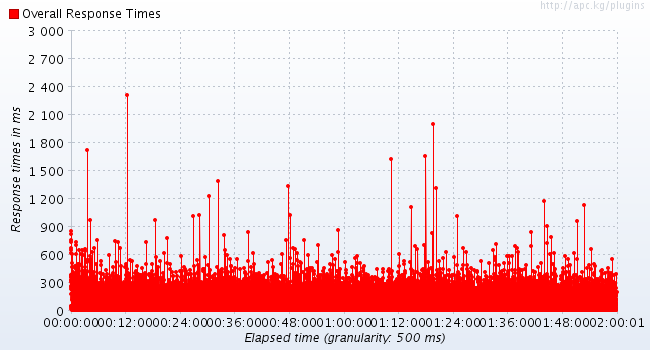 http://apc.kg/plugins
Overall Response Times
3 000
2 700
2 400
2 100
1 800
1 500
1 200
900
600
300
0
Response times in ms
00:00:00 00:12:00 00:24:00 00:36:00 00:48:00 01:00:00 01:12:00 01:24:00 01:36:00 01:48:00 02:00:01
Elapsed time (granularity: 500 ms)